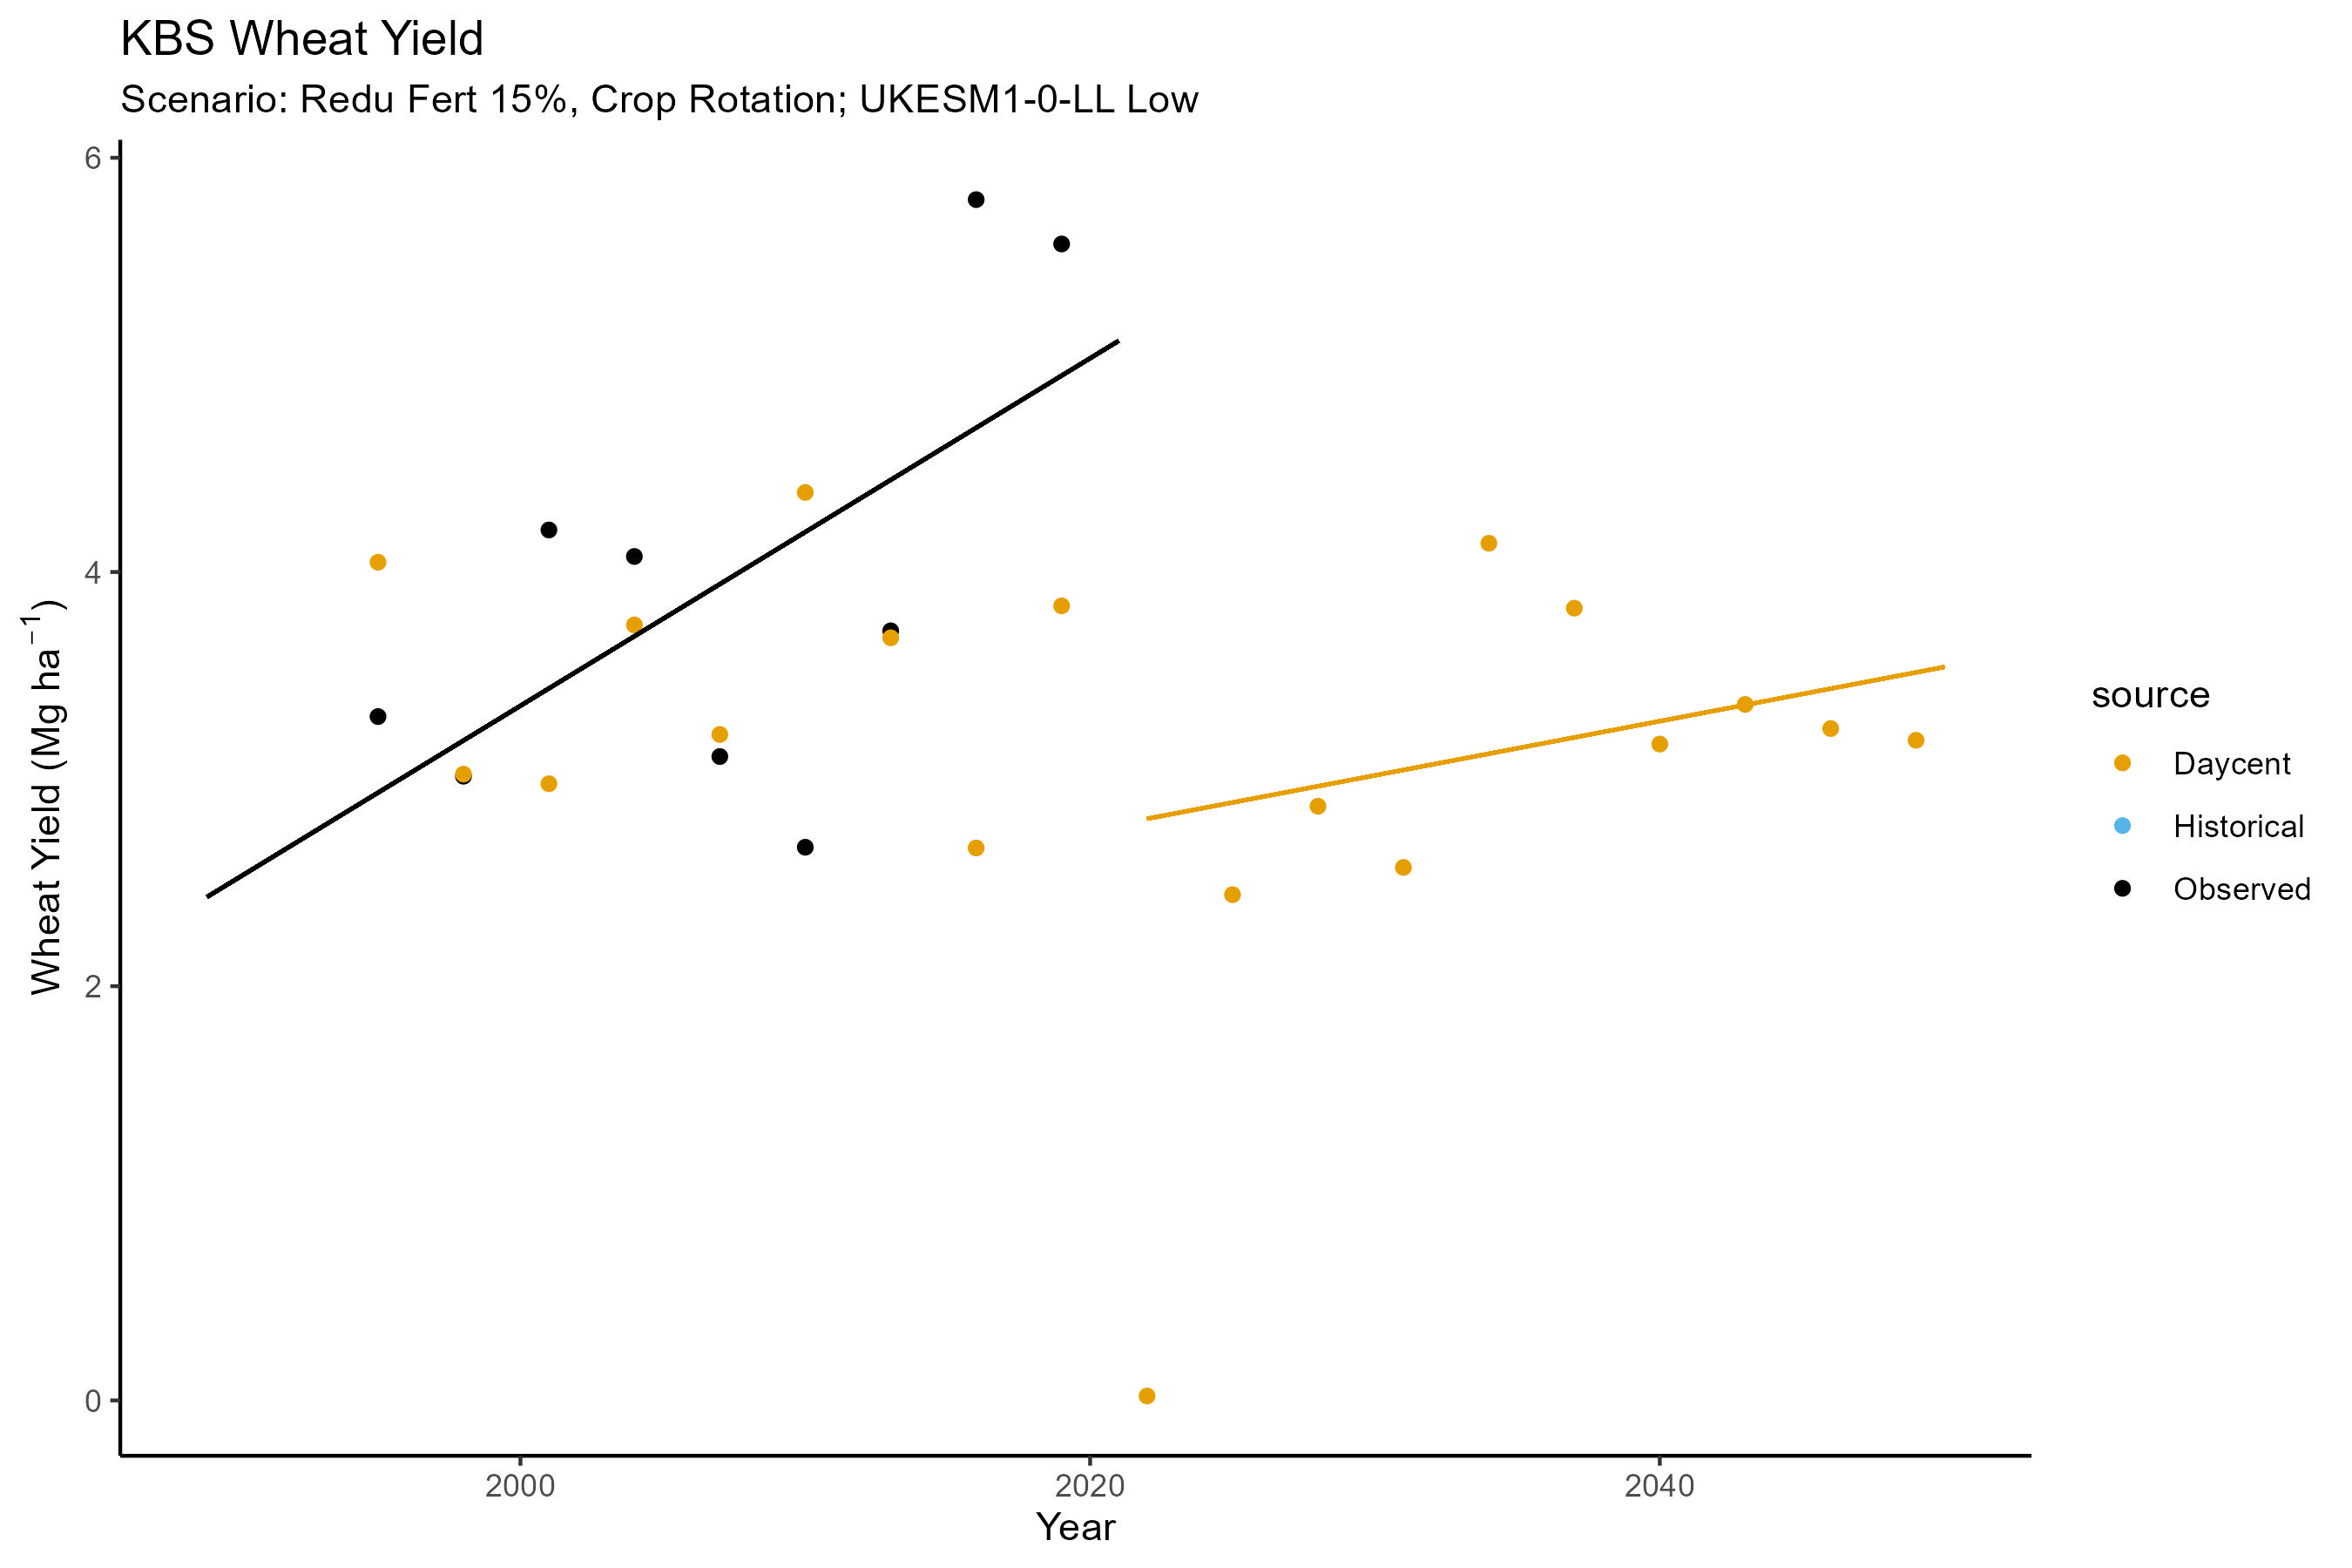 KBS Wheat Yield
Scenario: Redu Fert 15%, Crop Rotation; UKESM1-0-LL Low
6
4
2
0
Wheat Yield (Mg ha⁻¹)
2000
2020
2040
Year
source
Daycent
Historical
Observed